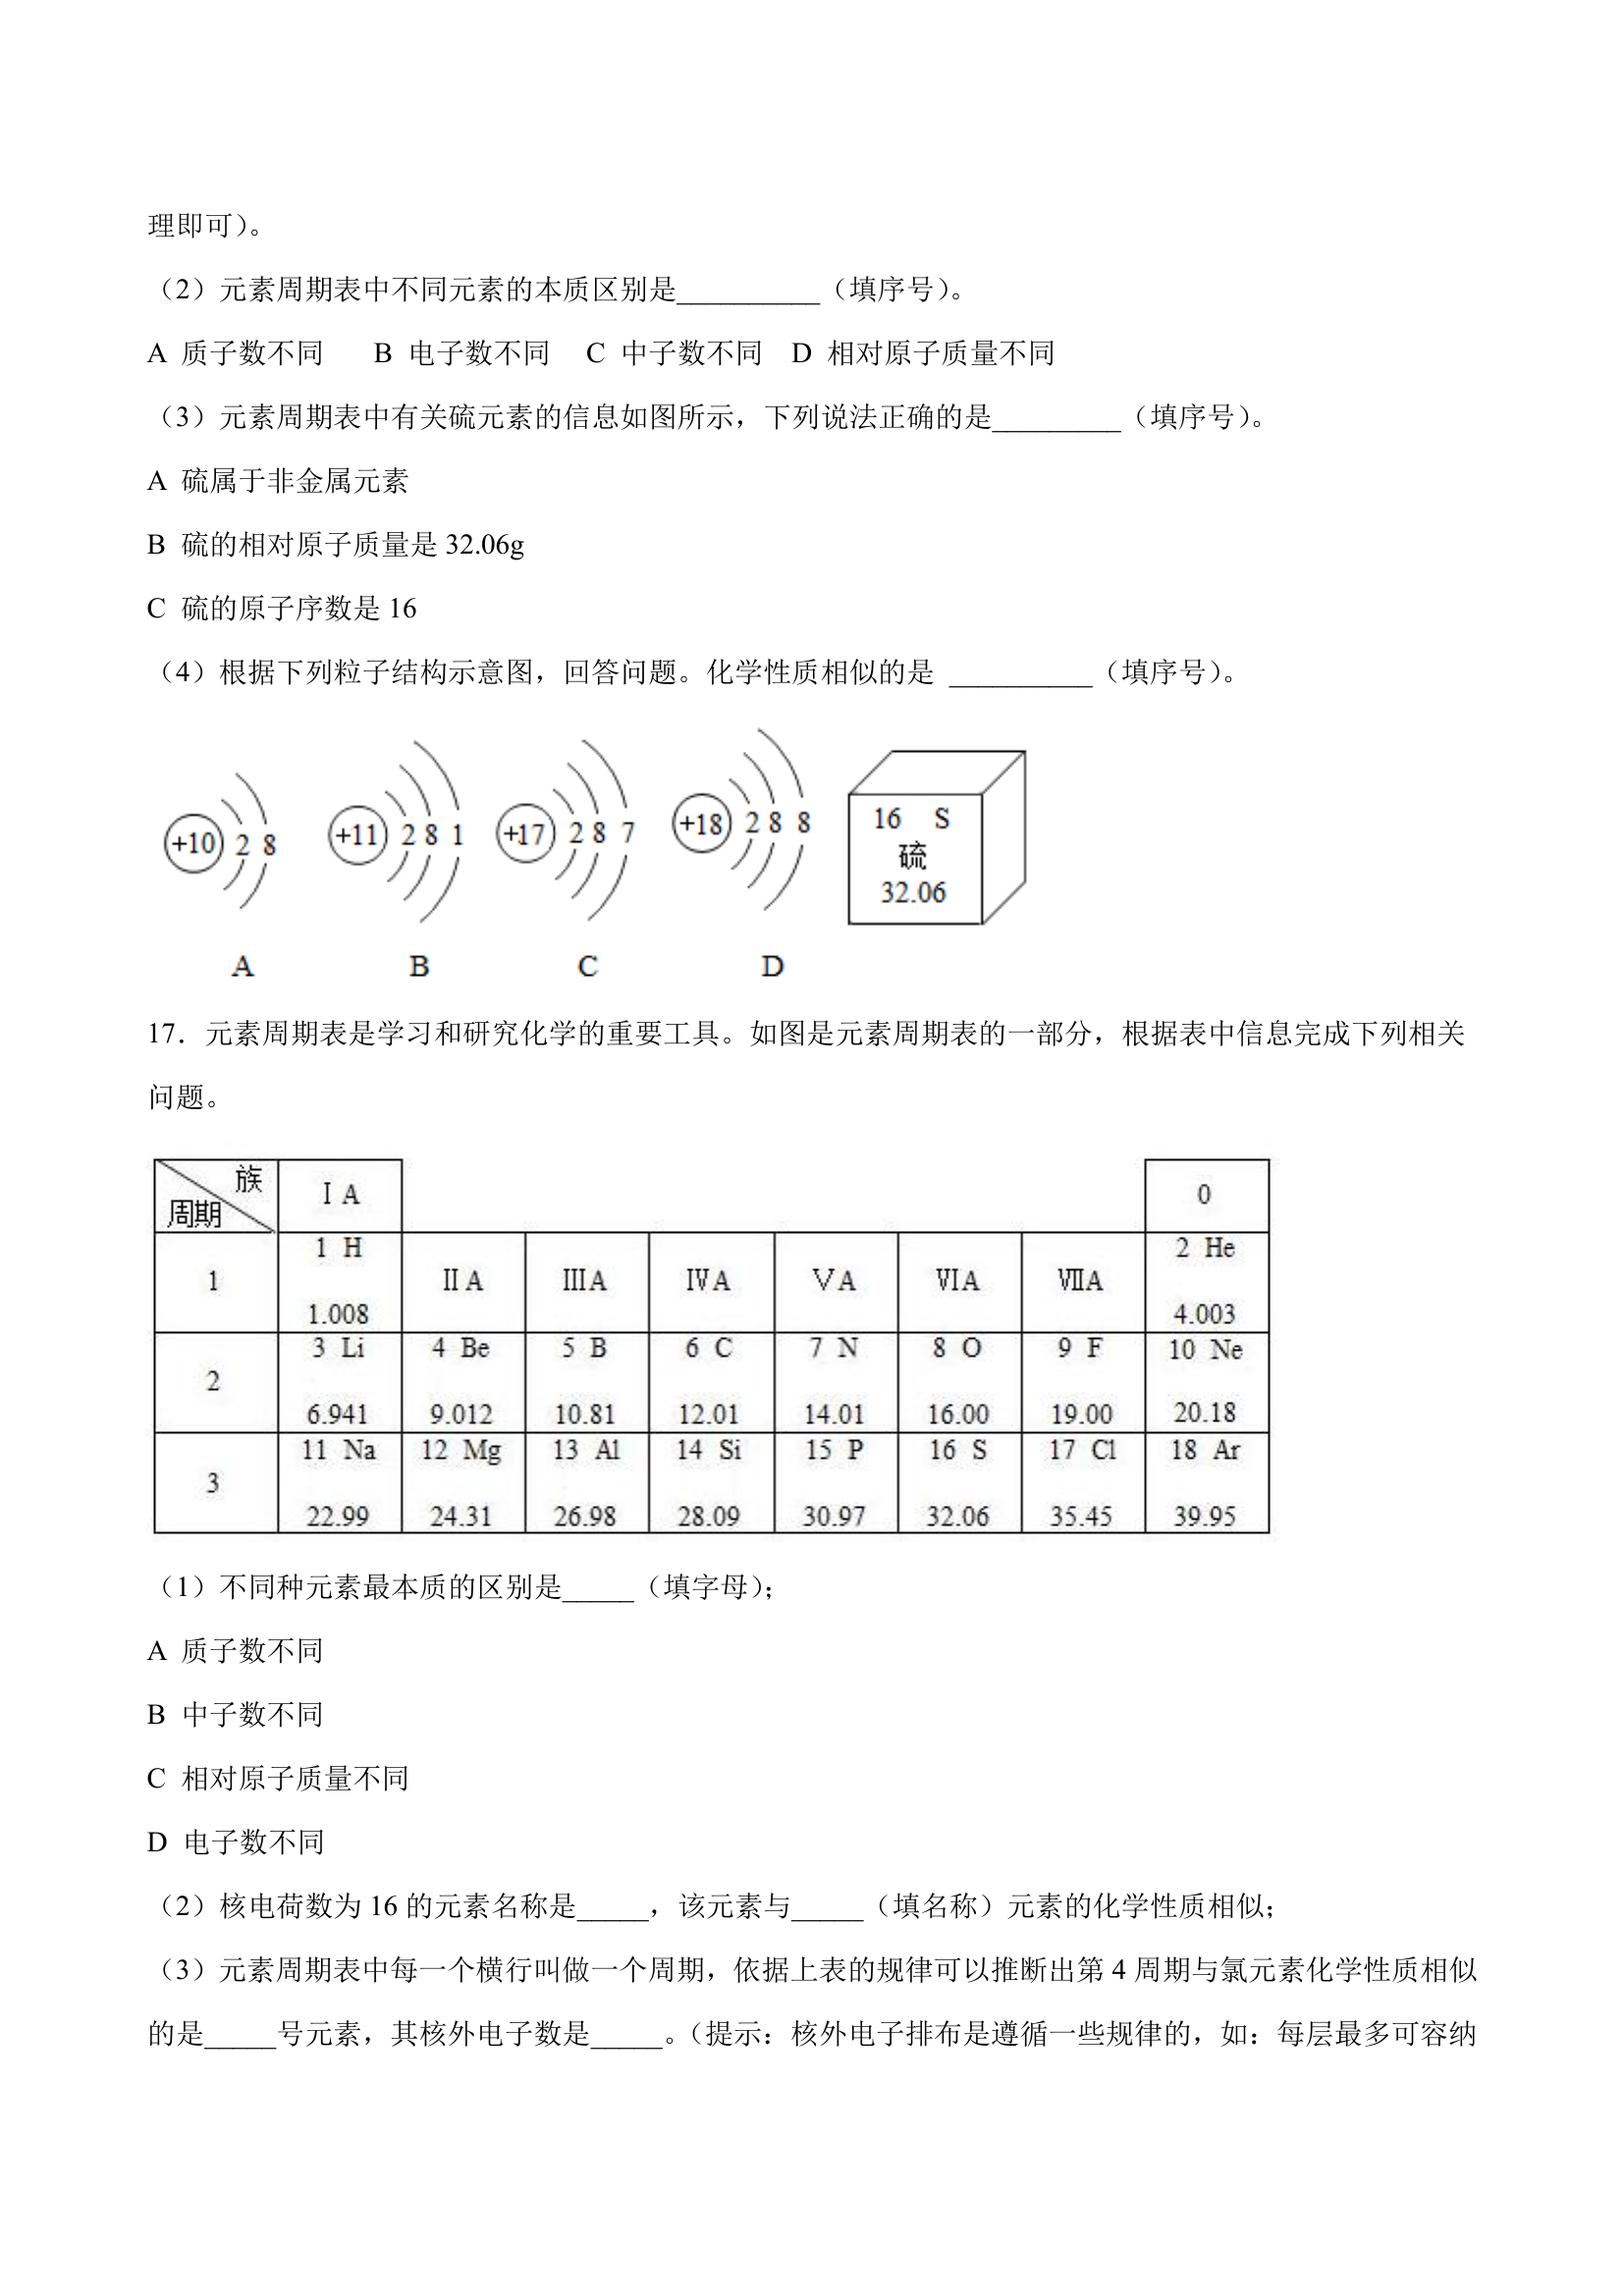 理即可）。
（2）元素周期表中不同元素的本质区别是__________（填序号）。
A 质子数不同 B 电子数不同 C 中子数不同 D 相对原子质量不同
（3）元素周期表中有关硫元素的信息如图所示，下列说法正确的是_________（填序号）。
A 硫属于非金属元素
B 硫的相对原子质量是 32.06g
C 硫的原子序数是 16
（4）根据下列粒子结构示意图，回答问题。化学性质相似的是 __________（填序号）。
+10 2 8 +11 2 8 1 +17 2 8 7 +18 2 8 8
16 S
硫
32.06
A B C D
17．元素周期表是学习和研究化学的重要工具。如图是元素周期表的一部分，根据表中信息完成下列相关
问题。
族
周期
ⅠA 0
1 H 2 He
1 ⅡA ⅢA ⅣA ⅤA ⅥA ⅦA
1.008 4.003
3 Li 4 Be 5 B 6 C 7 N 8 O 9 F 10 Ne
2
6.941 9.012 10.81 12.01 14.01 16.00 19.00 20.18
11 Na 12 Mg 13 Al 14 Si 15 P 16 S 17 Cl 18 Ar
3
22.99 24.31 26.98 28.09 30.97 32.06 35.45 39.95
（1）不同种元素最本质的区别是_____（填字母）；
A 质子数不同
B 中子数不同
C 相对原子质量不同
D 电子数不同
（2）核电荷数为 16 的元素名称是_____，该元素与_____（填名称）元素的化学性质相似；
（3）元素周期表中每一个横行叫做一个周期，依据上表的规律可以推断出第 4 周期与氯元素化学性质相似
的是_____号元素，其核外电子数是_____。（提示：核外电子排布是遵循一些规律的，如：每层最多可容纳